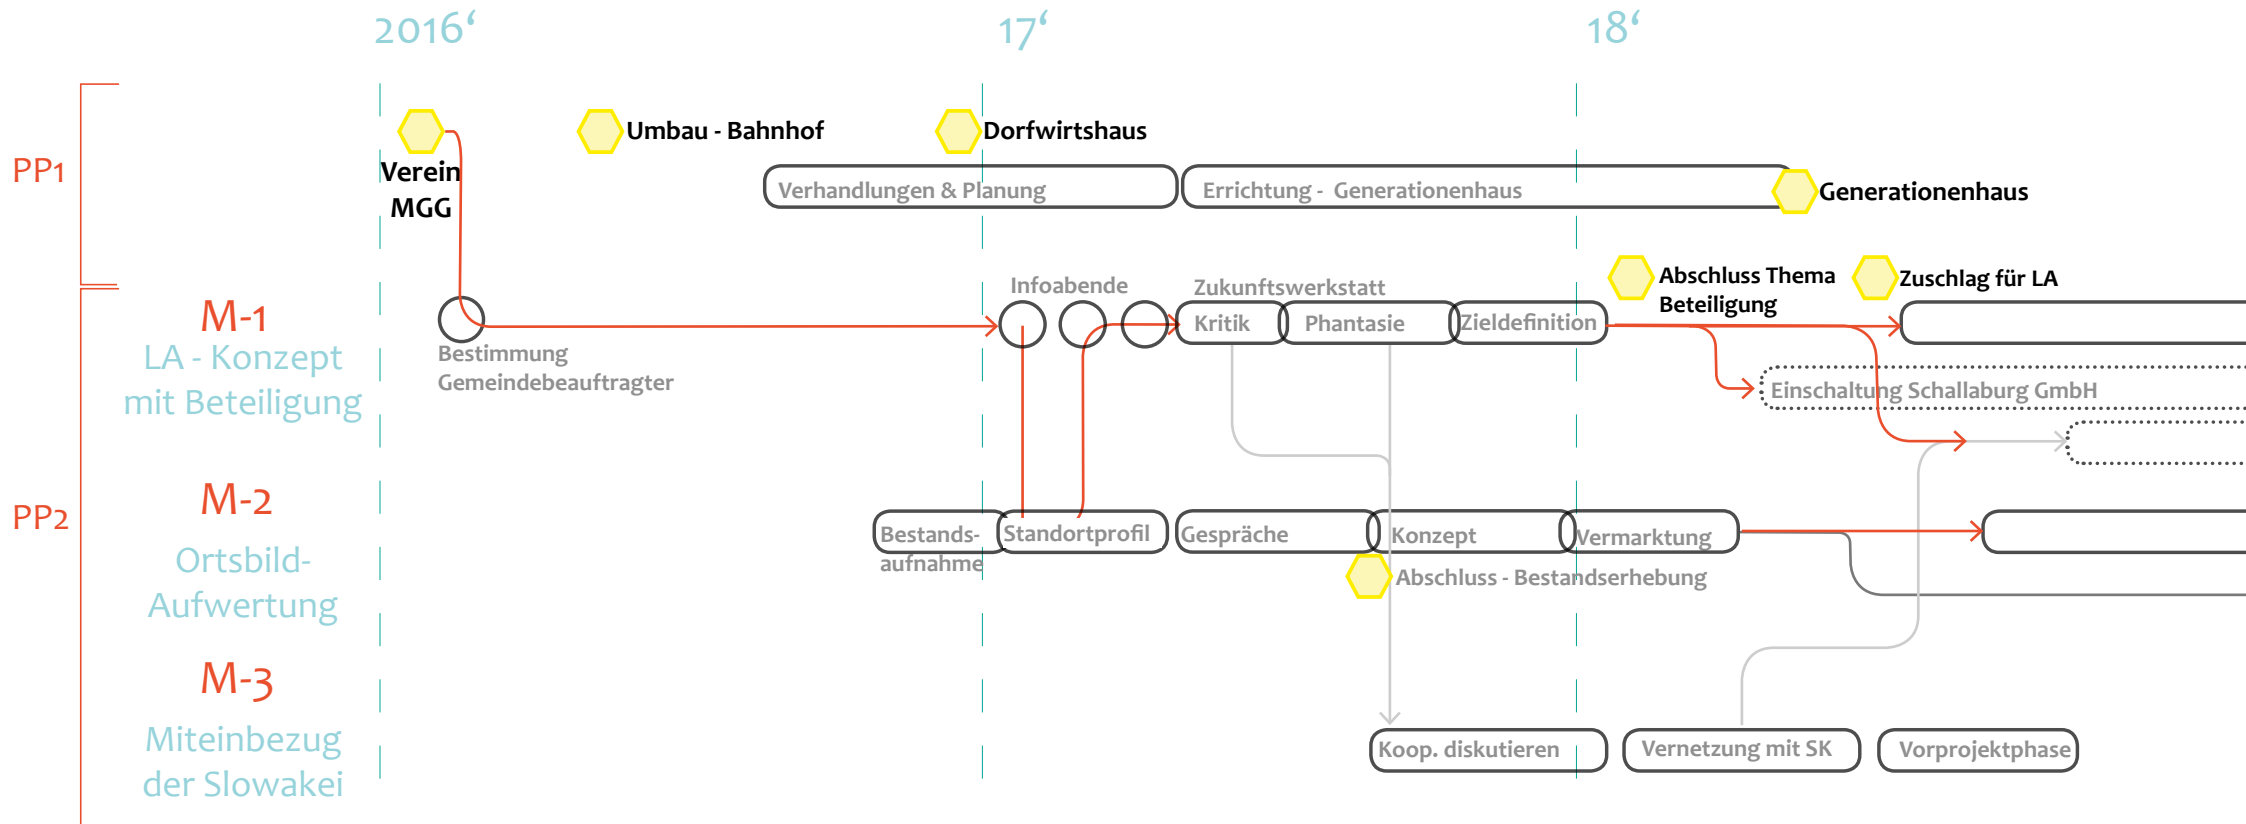 2016‘
17‘
18‘
PP1
Umbau - Bahnhof
Dorfwirtshaus
Verein
MGG
Verhandlungen & Planung
Errichtung - Generationenhaus
Generationenhaus
PP2
M-1
LA - Konzept
mit Beteiligung
Bestimmung
Gemeindebeauftragter
Infoabende
Zukunftswerkstatt
Kritik
Phantasie
Zieldefinition
Abschluss Thema
Beteiligung
Zuschlag für LA
Einschaltung Schallaburg GmbH
M-2
Ortsbild-
Aufwertung
Bestands-
aufnahme
Standortprofil
Gespräche
Konzept
Vermarktung
Abschluss - Bestandserhebung
M-3
Miteinbezug
der Slowakei
Koop. diskutieren
Vernetzung mit SK
Vorprojektphase